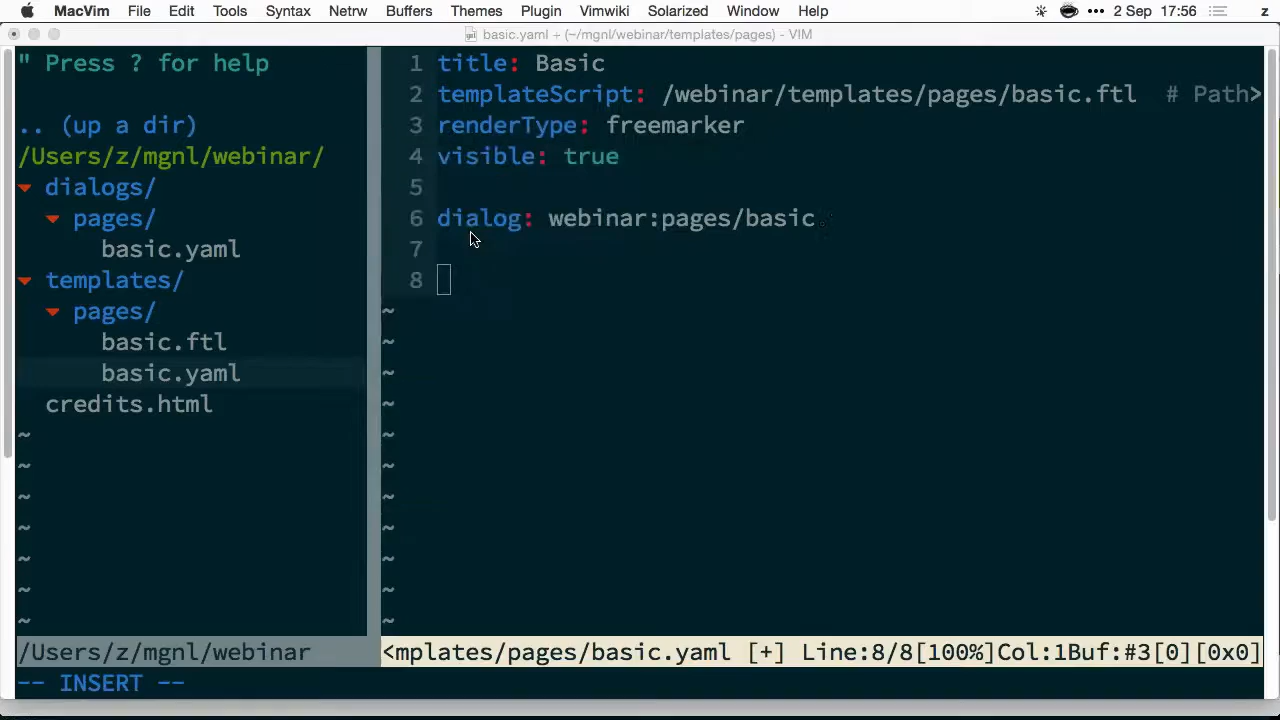 MacVim File Edit Tools Syntax Netrw Buffers Themes Plugin Vimwiki Solarized Window Help 2 Sep 17:56 z
basic.yaml + (~/mgnl/webinar/templates/pages) - VIM
" Press ? for help
.. (up a dir)
/Users/z/mgnl/webinar/
dialogs/
pages/
basic.yaml
templates/
pages/
basic.ftl
basic.yaml
credits.html
~
~
~
~
~
~
~
/Users/z/mgnl/webinar
1 title: Basic
2 templateScript: /webinar/templates/pages/basic.ftl # Path>
3 renderType: freemarker
4 visible: true
5
6 dialog: webinar:pages/basic
7
8
~
~
~
~
~
~
~
~
~
~
~
<mplates/pages/basic.yaml [+] Line:8/8[100%]Col:1Buf:#3[0][0x0]
-- INSERT --